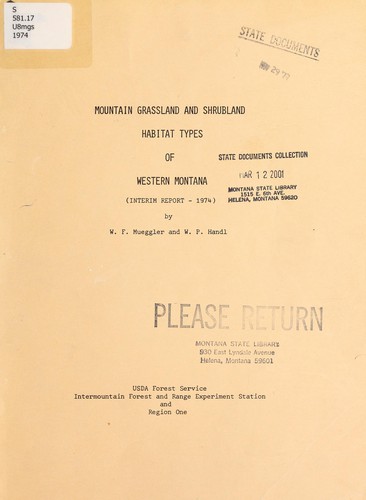 S
581.17
U8mgs
1974
STATE DOCUMENTS
MOUNTAIN GRASSLAND AND SHRUBLAND
HABITAT TYPES
OF
WESTERN MONTANA
(INTERIM REPORT - 1974)
by
W. F. Mueggler and W. P. Handl
STATE DOCUMENTS COLLECTION
MAR 12 2001
MONTANA STATE LIBRARY
1515 E. 6th AVE.
HELENA, MONTANA 59620
PLEASE RETURN
MONTANA STATE LIBRARY
930 East Lyndale Avenue
Helena, Montana 59601
USDA Forest Service
Intermountain Forest and Range Experiment Station
and
Region One